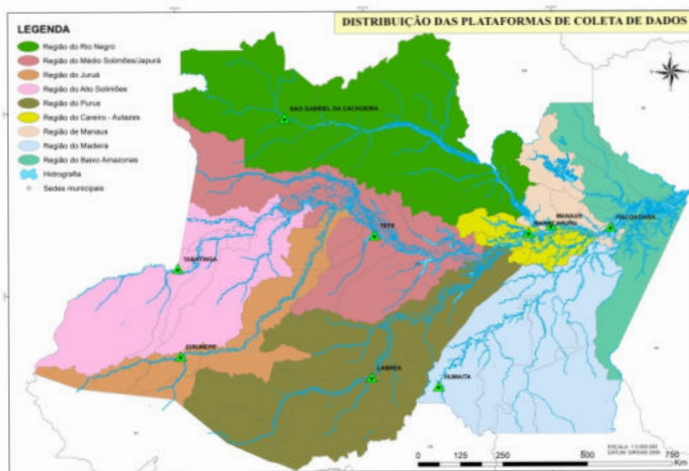 DISTRIBUIÇÃO DAS PLATAFORMAS DE COLETA DE DADOS
LEGENDA
Região do Rio Negro
Região do Médio Solimões/Japurá
Região do Juruá
Região do Alto Solimões
Região do Purus
Região do Careiro - Autazes
Região de Manaus
Região do Madeira
Região do Baixo Amazonas
Hidrografia
Sedes municipais
SAO GABRIEL DA CACHOEIRA
MANAUS
MANACAPURU
ITACOATIARA
TEFE
TABATINGA
EIRUNEPE
LABREA
HUMAITA
0
250
500
750
Km